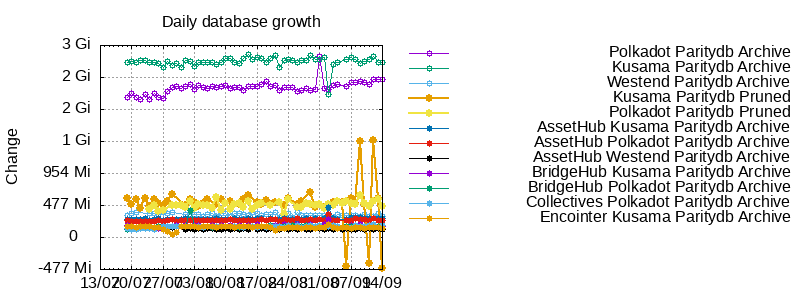 Daily database growth
Change
3 Gi
2 Gi
2 Gi
1 Gi
954 Mi
477 Mi
0
-477 Mi
13/07
20/07
27/07
03/08
10/08
17/08
24/08
31/08
07/09
14/09
Polkadot Paritydb Archive
Kusama Paritydb Archive
Westend Paritydb Archive
Kusama Paritydb Pruned
Polkadot Paritydb Pruned
AssetHub Kusama Paritydb Archive
AssetHub Polkadot Paritydb Archive
AssetHub Westend Paritydb Archive
BridgeHub Kusama Paritydb Archive
BridgeHub Polkadot Paritydb Archive
Collectives Polkadot Paritydb Archive
Encointer Kusama Paritydb Archive